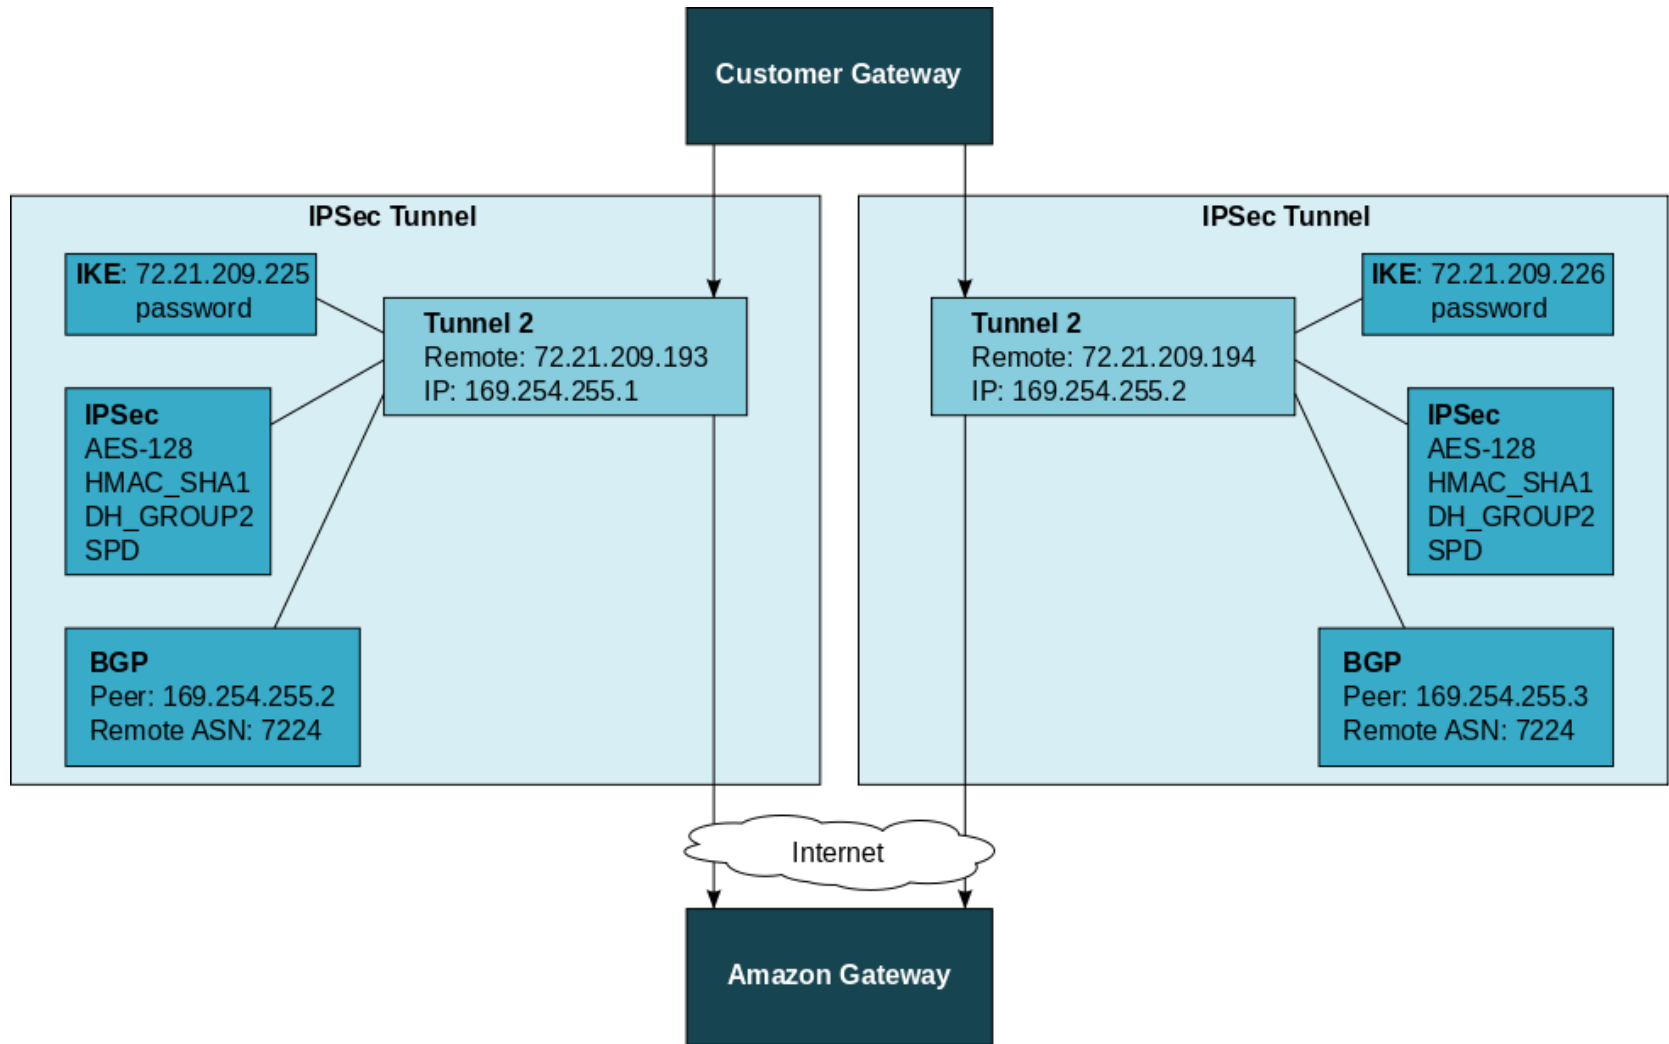 Customer Gateway
IPSec Tunnel
IKE: 72.21.209.225
password
Tunnel 2
Remote: 72.21.209.193
IP: 169.254.255.1
IPSec
AES-128
HMAC_SHA1
DH_GROUP2
SPD
BGP
Peer: 169.254.255.2
Remote ASN: 7224
IPSec Tunnel
Tunnel 2
Remote: 72.21.209.194
IP: 169.254.255.2
IKE: 72.21.209.226
password
IPSec
AES-128
HMAC_SHA1
DH_GROUP2
SPD
BGP
Peer: 169.254.255.3
Remote ASN: 7224
Internet
Amazon Gateway